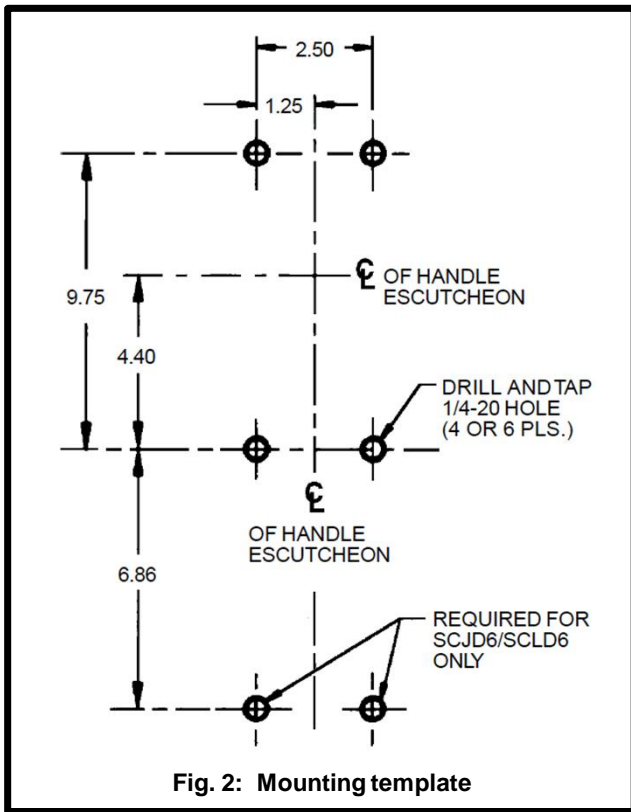 2.50
1.25
9.75
℄ OF HANDLE
ESCUTCHEON
4.40
DRILL AND TAP
1/4-20 HOLE
(4 OR 6 PLS.)
℄
OF HANDLE
ESCUTCHEON
6.86
REQUIRED FOR
SCJD6/SCLD6
ONLY
Fig. 2: Mounting template